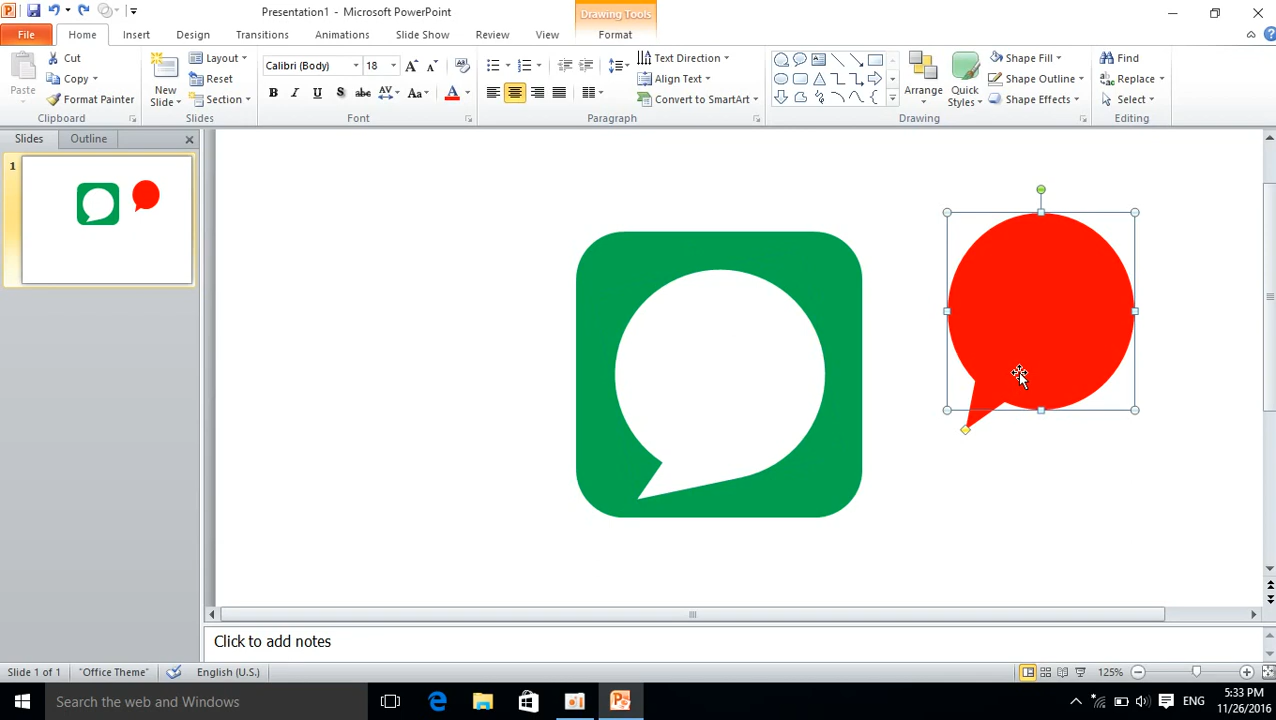 Presentation1 - Microsoft PowerPoint
Drawing Tools
File Home Insert Design Transitions Animations Slide Show Review View Format
Paste
Cut
Copy
Format Painter
Clipboard
New Slide
Layout
Reset
Section
Slides
Calibri (Body) 18
B I U S abc AV Aa A
Font
Text Direction
Align Text
Convert to SmartArt
Paragraph
Arrange
Quick Styles
Shape Fill
Shape Outline
Shape Effects
Drawing
Find
Replace
Select
Editing
Slides Outline
1
Click to add notes
Slide 1 of 1 "Office Theme" English (U.S.) 125%
Search the web and Windows
ENG
5:33 PM
11/26/2016